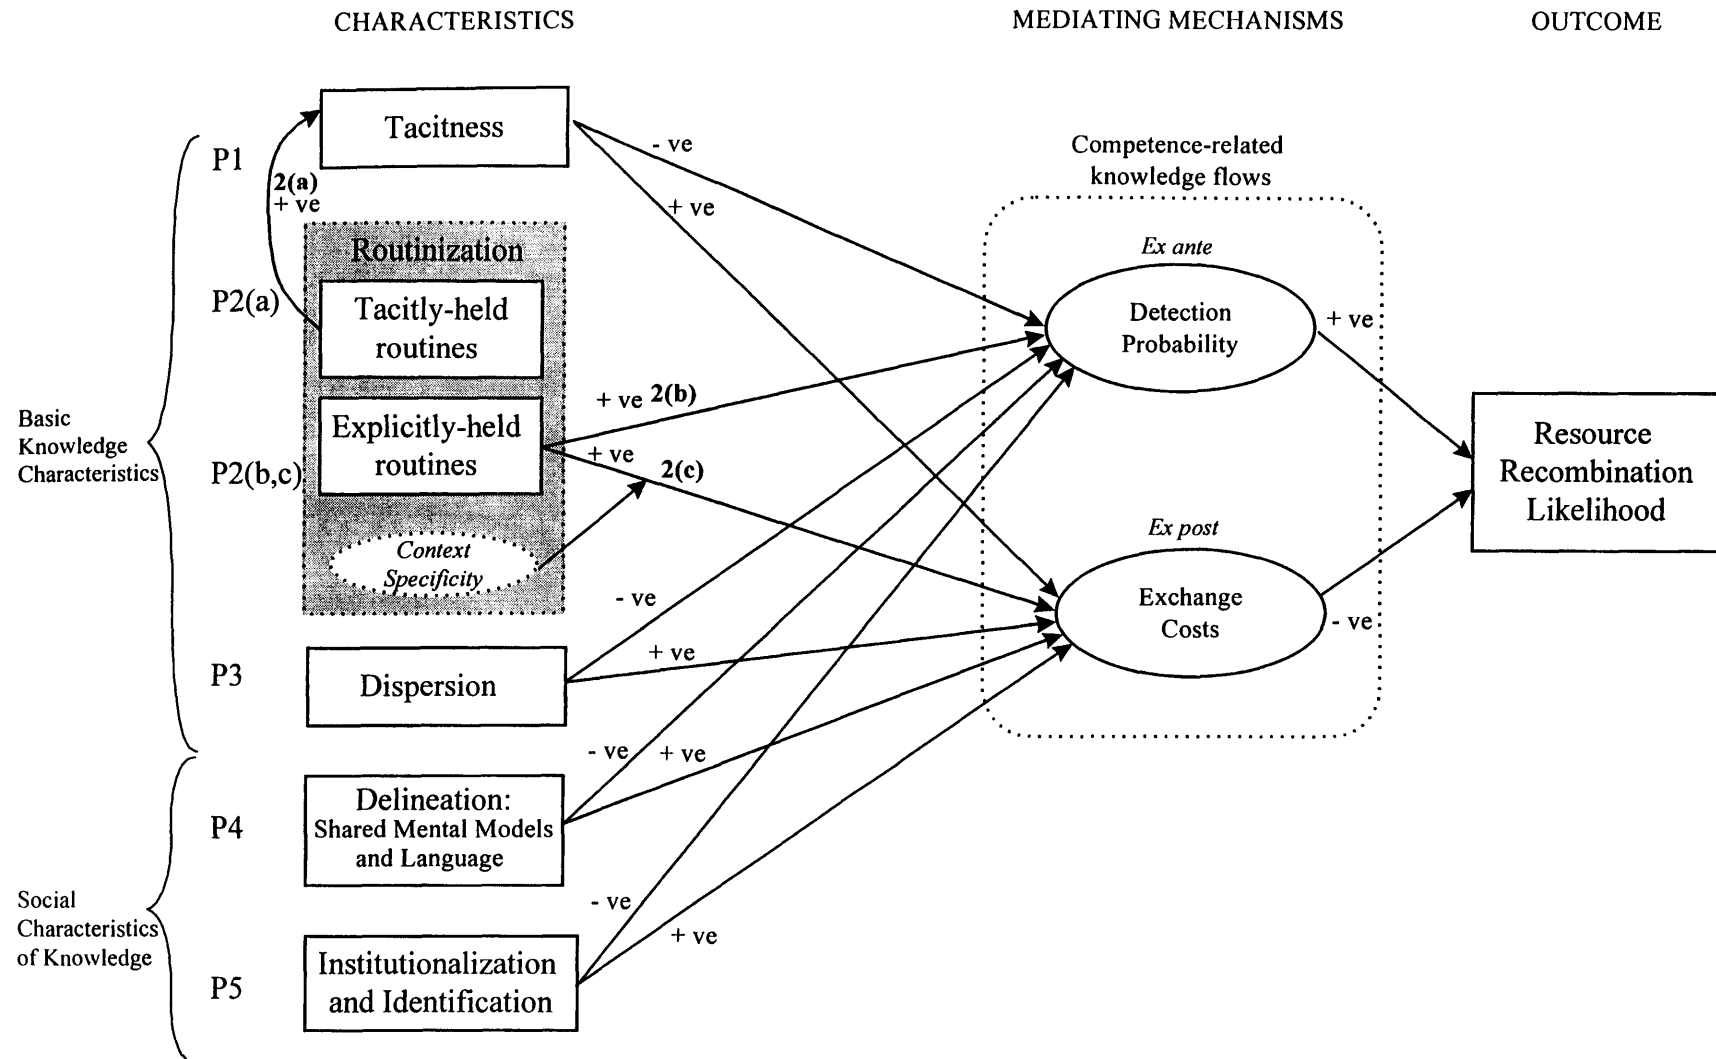 CHARACTERISTICS
MEDIATING MECHANISMS
OUTCOME
Tacitness
P1
- ve
+ ve
2(a)
+ ve
Competence-related
knowledge flows
Routinization
P2(a)
Tacitly-held
routines
Ex ante
Detection
Probability
+ ve
Basic
Knowledge
Characteristics
P2(b,c)
Explicitly-held
routines
+ ve 2(b)
+ ve
2(c)
Context
Specificity
Resource
Recombination
Likelihood
Ex post
Exchange
Costs
- ve
- ve
P3
Dispersion
+ ve
- ve
+ ve
P4
Delineation:
Shared Mental Models
and Language
Social
Characteristics
of Knowledge
- ve
+ ve
P5
Institutionalization
and Identification